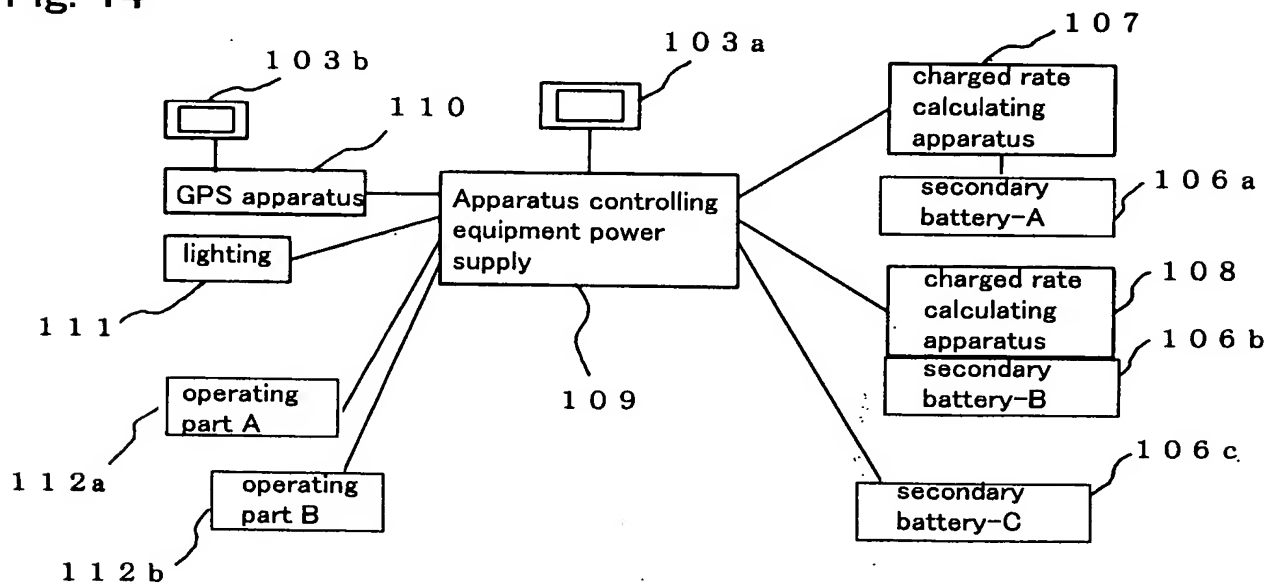 Fig. 14
103b
103a
107
110
charged rate
calculating
apparatus
GPS apparatus
Apparatus controlling
equipment power
supply
secondary
battery-A
106a
lighting
111
charged rate
calculating
apparatus
108
106b
secondary
battery-B
109
operating
part A
112a
operating
part B
112b
secondary
battery-C
106c